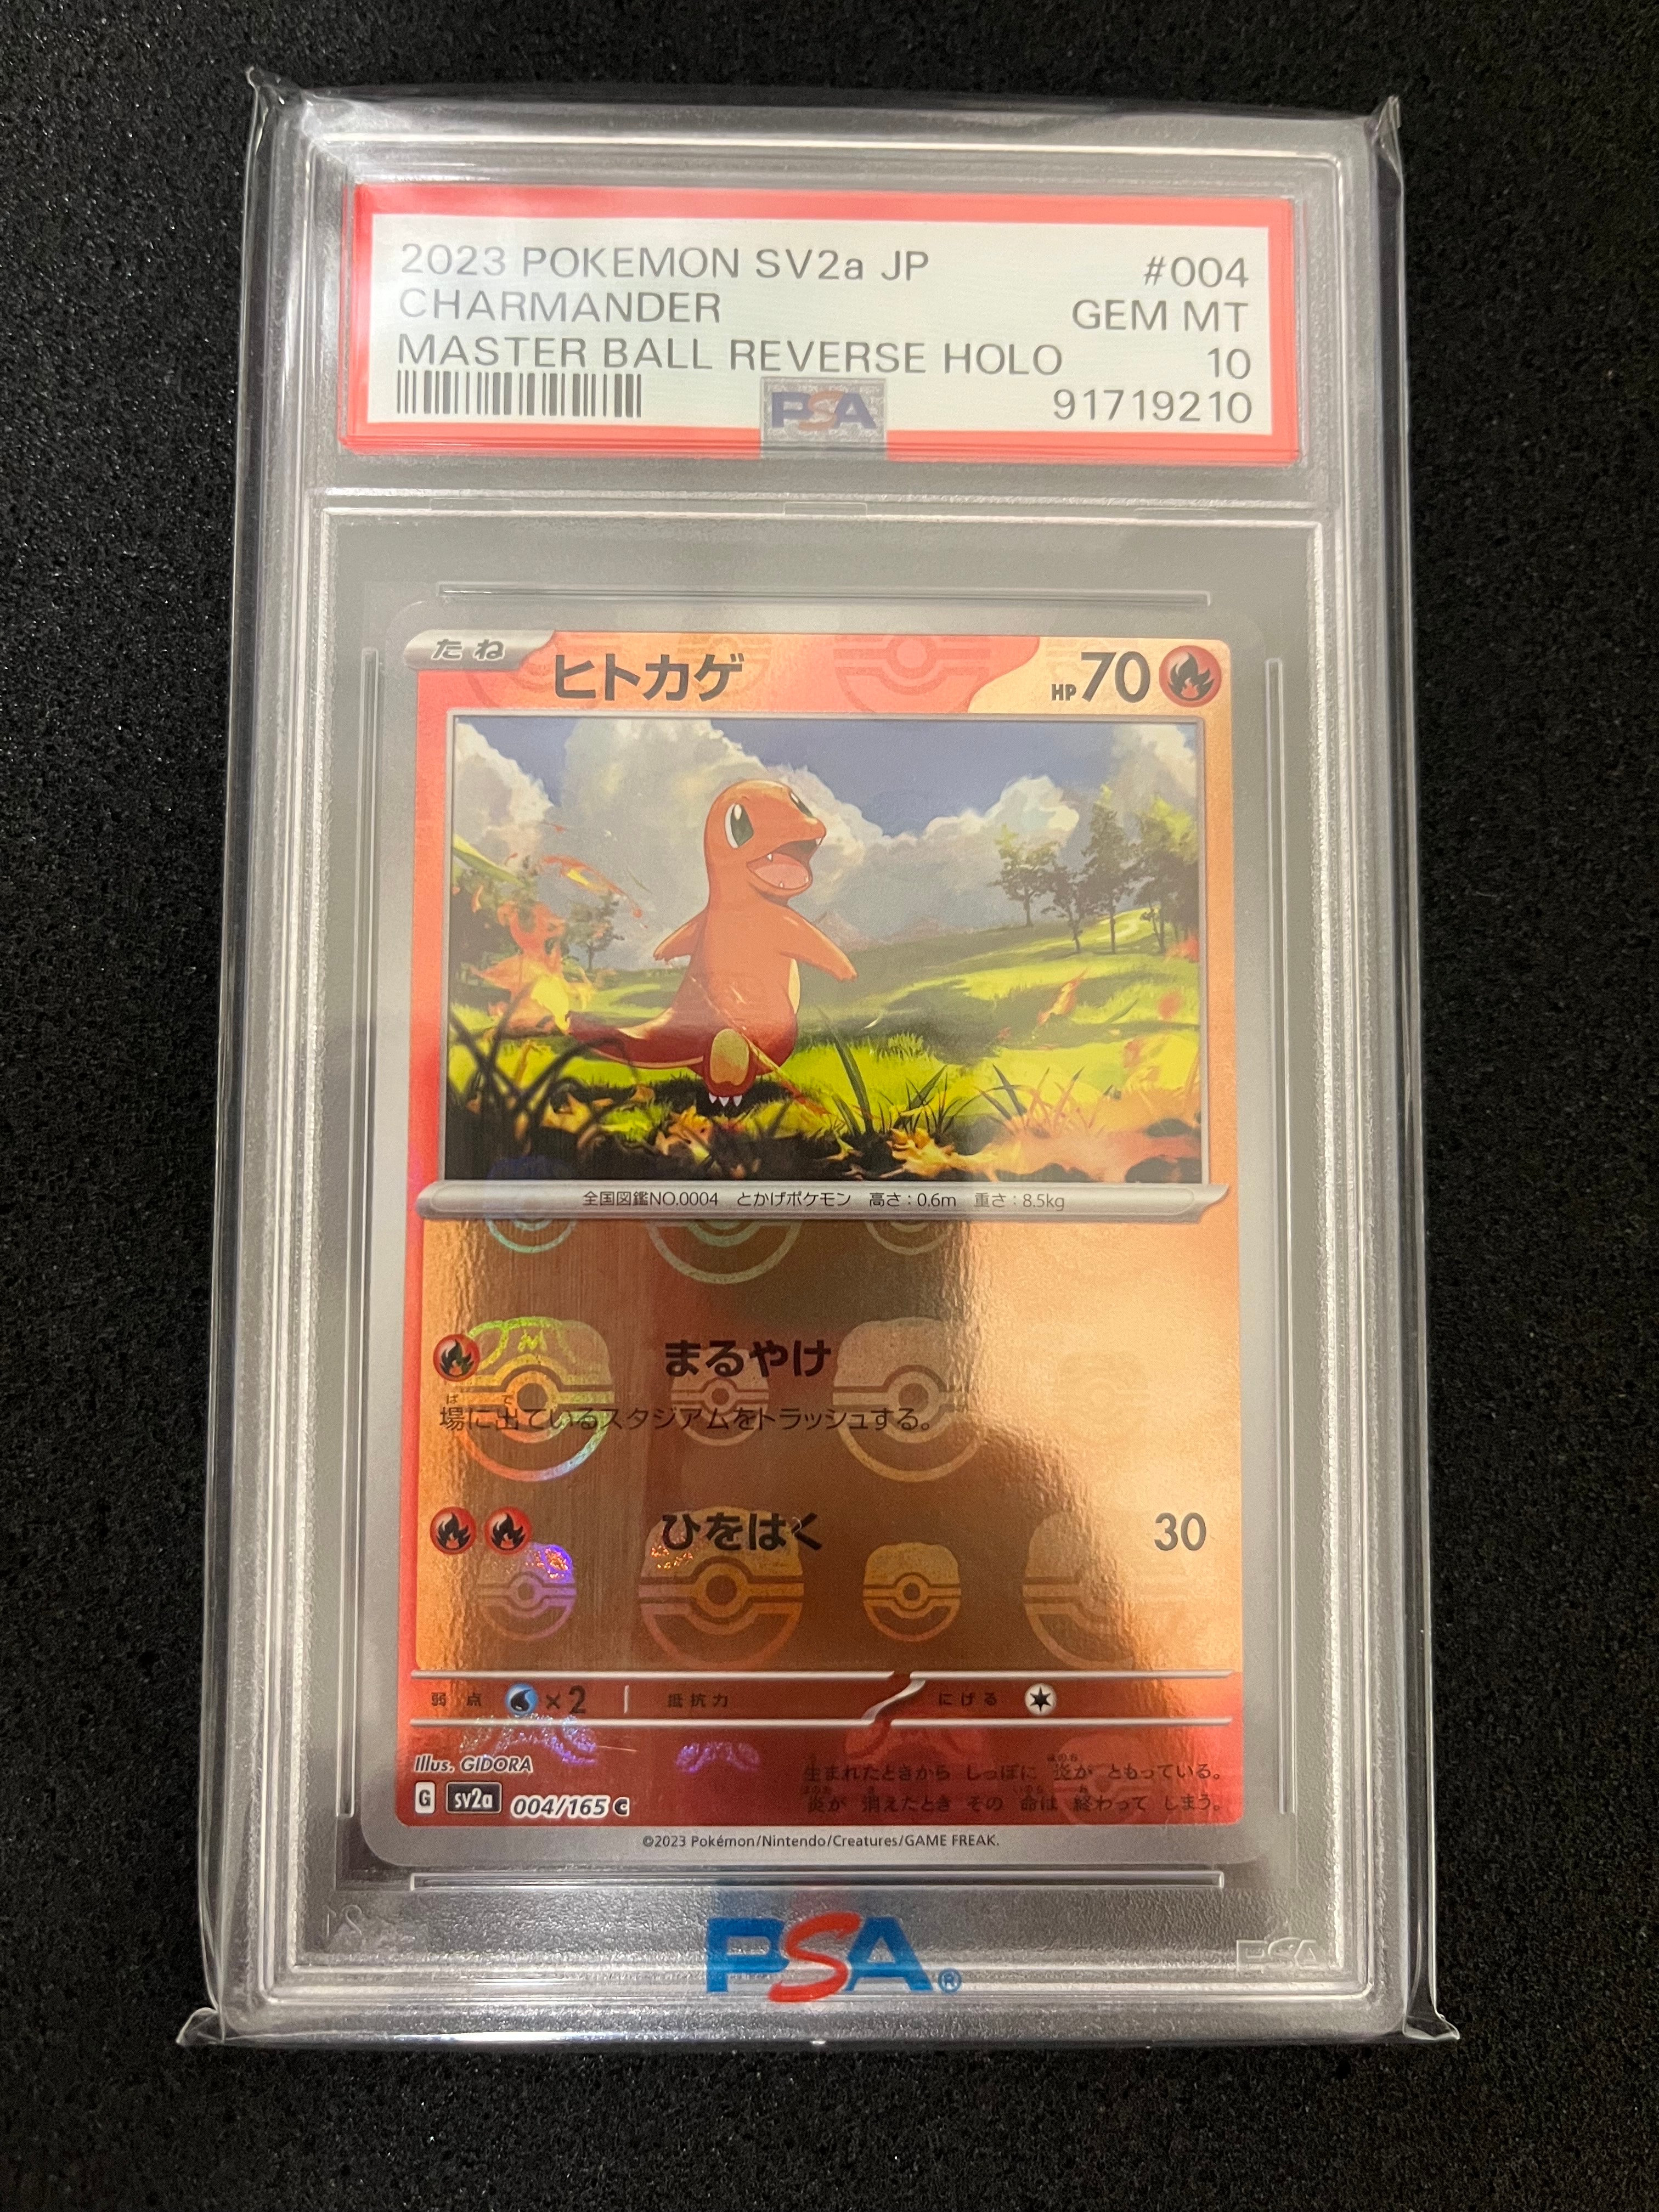 2023 POKEMON SV2a JP #004
CHARMANDER GEM MT
MASTER BALL REVERSE HOLO 10
PSA 91719210
たね ヒトカゲ HP 70
全国図鑑NO.0004 とかげポケモン 高さ:0.6m 重さ:8.5kg
まるやけ
場に出ているスタジアムをトラッシュする。
ひをはく 30
弱点 ×2 抵抗力 にげる
Illus. GIDORA
生まれたときから しっぽに 炎が ともっている。
炎が 消えたとき その 命は 終わって しまう。
G sv2a 004/165 C
©2023 Pokémon/Nintendo/Creatures/GAME FREAK.
PSA®
PSA